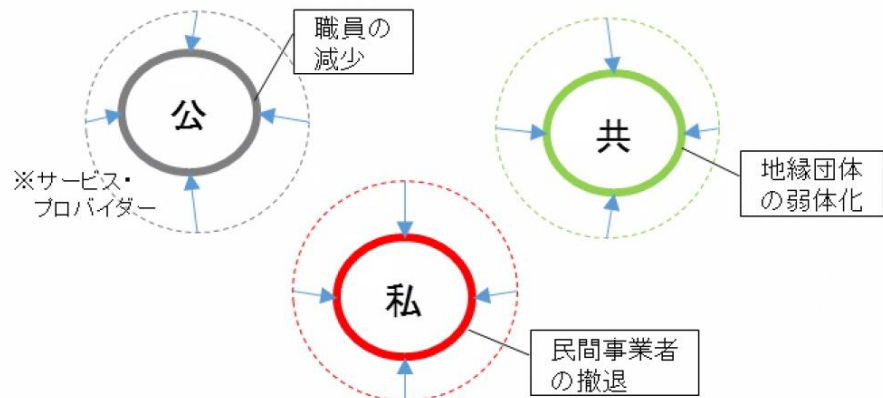 職員の
減少
公
共
※サービス・
プロバイダー
地縁団体
の弱体化
私
民間事業者
の撤退